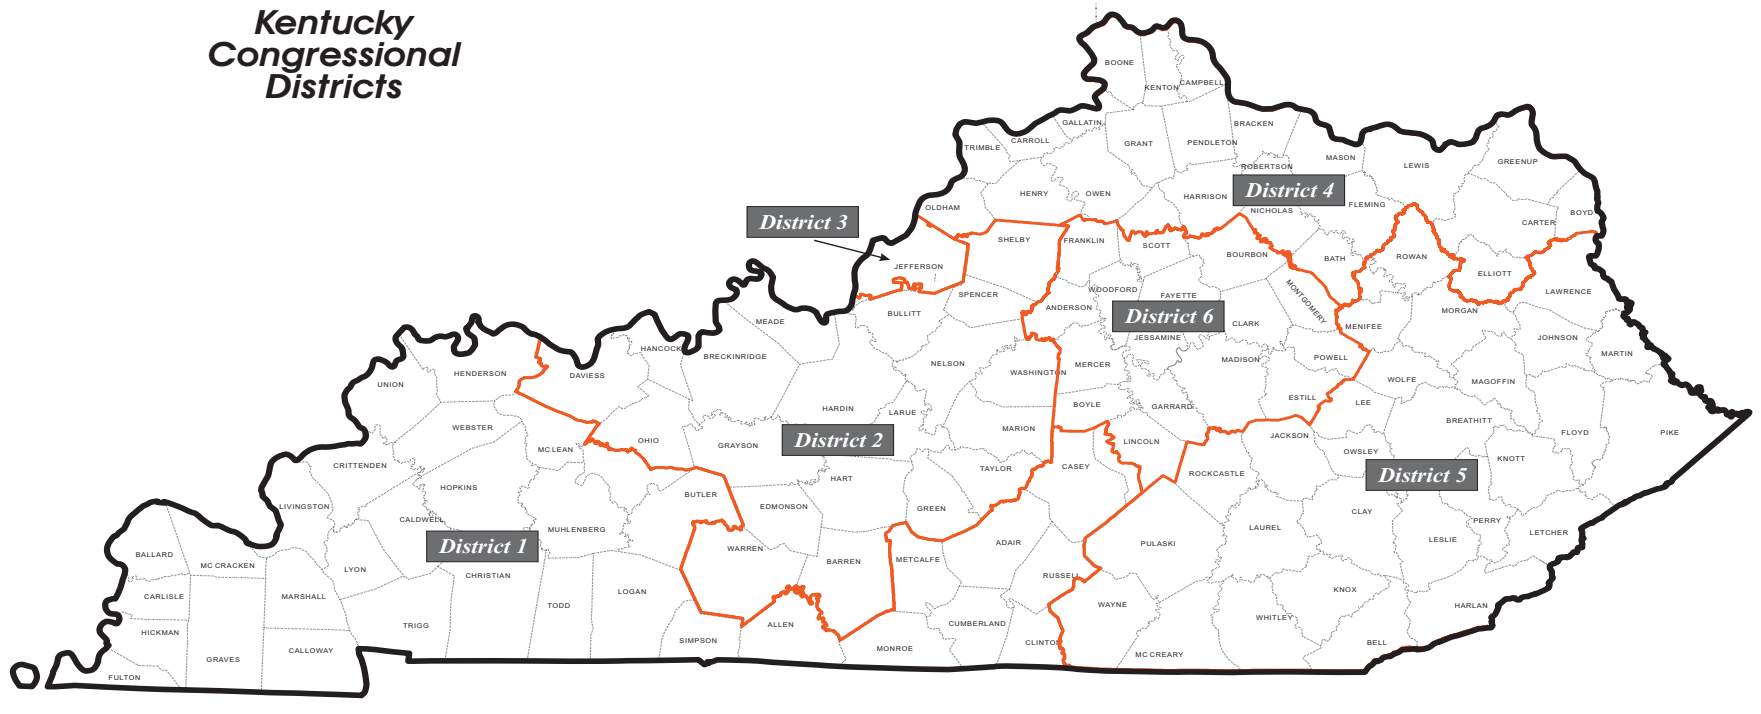 Kentucky
Congressional
Districts
BOONE
KENTON
CAMPBELL
GALLATIN
BRACKEN
TRIMBLE
CARROLL
GRANT
PENDLETON
MASON
LEWIS
GREENUP
ROBERTSON
HENRY
OWEN
HARRISON
District 4
FLEMING
OLDHAM
NICHOLAS
CARTER
BOYD
District 3
SHELBY
FRANKLIN
SCOTT
BOURBON
BATH
ROWAN
JEFFERSON
ELLIOTT
SPENCER
WOODFORD
FAYETTE
MONTGOMERY
LAWRENCE
BULLITT
ANDERSON
District 6
CLARK
MENIFEE
MORGAN
MEADE
JESSAMINE
JOHNSON
HANCOCK
BRECKINRIDGE
NELSON
MERCER
MADISON
POWELL
MARTIN
UNION
HENDERSON
DAVIESS
WASHINGTON
WOLFE
MAGOFFIN
HARDIN
LARUE
BOYLE
GARRARD
ESTILL
LEE
WEBSTER
MARION
BREATHITT
MC LEAN
OHIO
GRAYSON
District 2
LINCOLN
JACKSON
FLOYD
PIKE
CRITTENDEN
TAYLOR
CASEY
ROCKCASTLE
OWSLEY
District 5
KNOTT
HOPKINS
BUTLER
HART
LIVINGSTON
CALDWELL
MUHLENBERG
EDMONSON
GREEN
LAUREL
CLAY
PERRY
LETCHER
BALLARD
MC CRACKEN
LYON
District 1
WARREN
BARREN
METCALFE
ADAIR
PULASKI
LESLIE
CARLISLE
MARSHALL
CHRISTIAN
TODD
LOGAN
RUSSELL
WAYNE
KNOX
HARLAN
HICKMAN
TRIGG
SIMPSON
ALLEN
CUMBERLAND
WHITLEY
GRAVES
CALLOWAY
MONROE
CLINTON
MC CREARY
BELL
FULTON